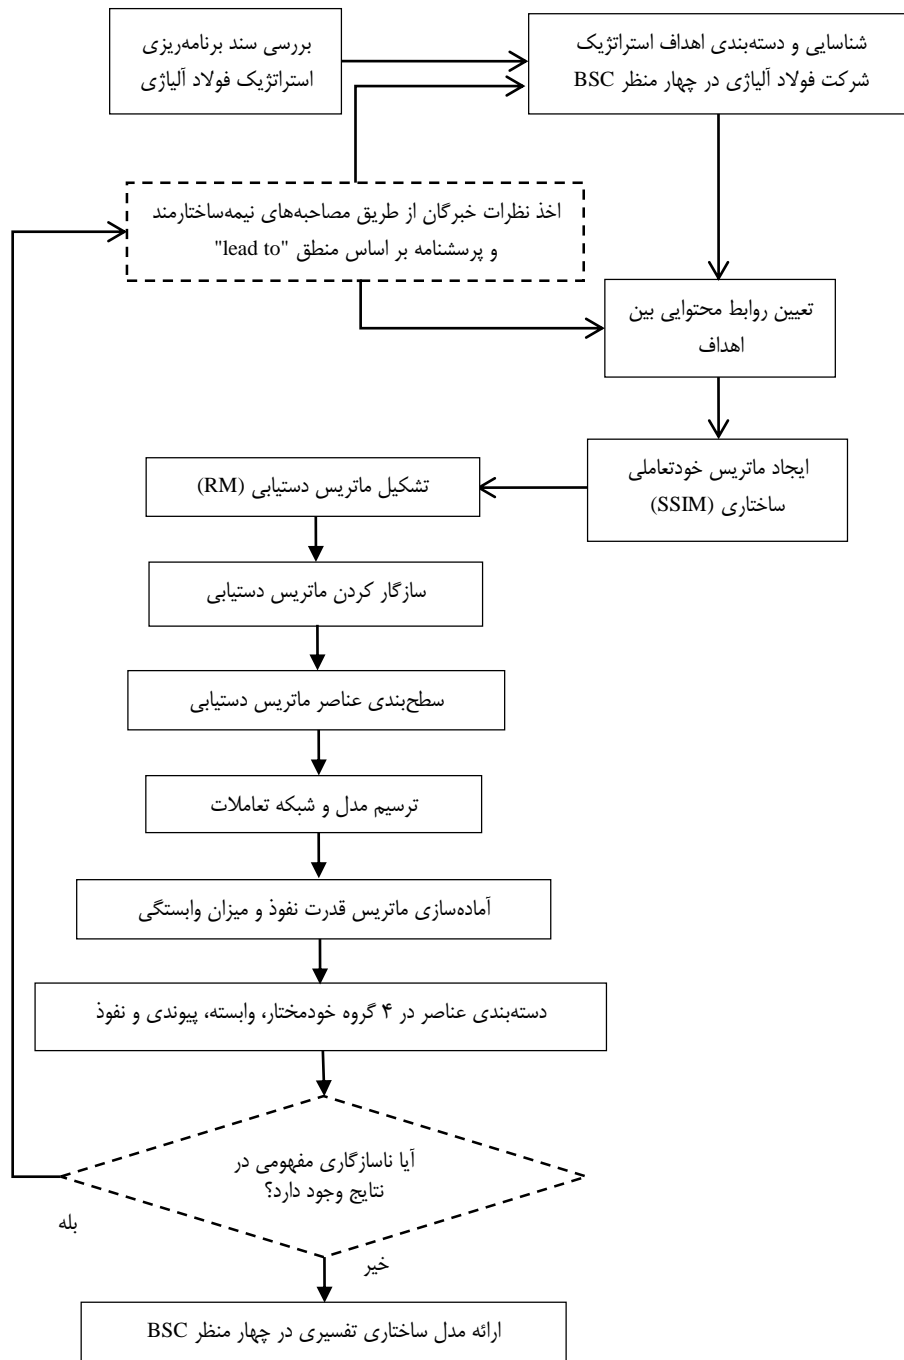 بررسی سند برنامه‌ریزی
استراتژیک فولاد آلیاژی
شناسایی و دسته‌بندی اهداف استراتژیک
شرکت فولاد آلیاژی در چهار منظر BSC
اخذ نظرات خبرگان از طریق مصاحبه‌های نیمه‌ساختارمند
و پرسشنامه بر اساس منطق "lead to"
تعیین روابط محتوایی بین
اهداف
ایجاد ماتریس خودتعاملی
ساختاری (SSIM)
تشکیل ماتریس دستیابی (RM)
سازگار کردن ماتریس دستیابی
سطح‌بندی عناصر ماتریس دستیابی
ترسیم مدل و شبکه تعاملات
آماده‌سازی ماتریس قدرت نفوذ و میزان وابستگی
دسته‌بندی عناصر در ۴ گروه خودمختار، وابسته، پیوندی و نفوذ
آیا ناسازگاری مفهومی در
نتایج وجود دارد؟
بله
خیر
ارائه مدل ساختاری تفسیری در چهار منظر BSC